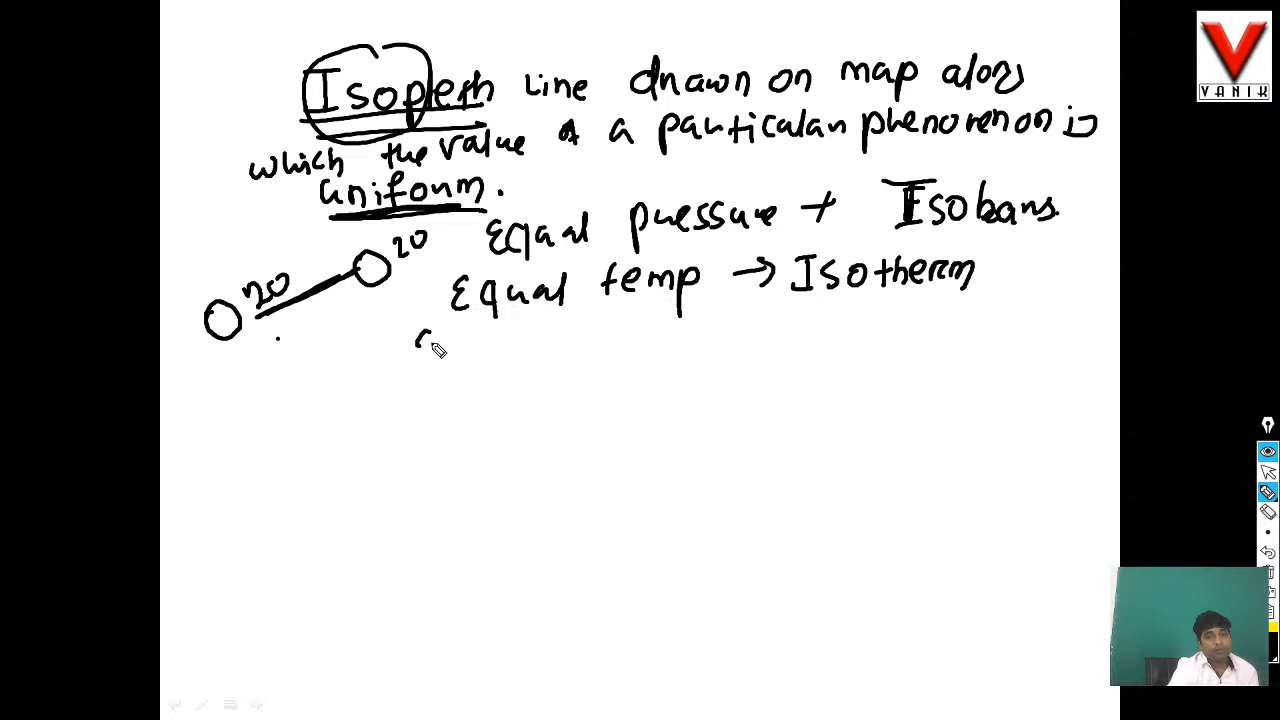 Isopeth Line drawn on map along
which the value of a particular phenomenon is
uniform.
Equal pressure → Isobars
20 20
Equal temp → Isotherm
VANIK